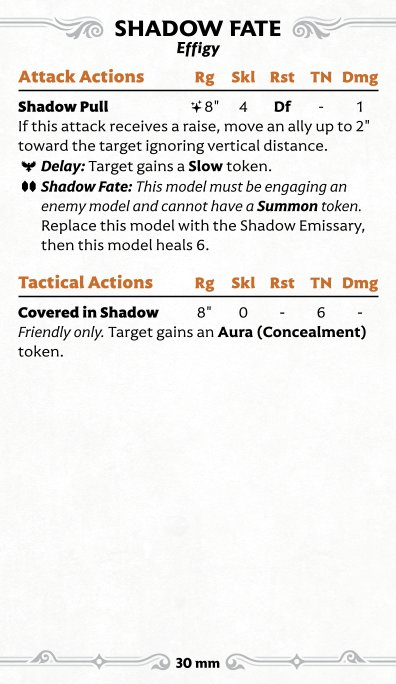 SHADOW FATE
Effigy
Attack Actions Rg Skl Rst TN Dmg
Shadow Pull 8" 4 Df - 1
If this attack receives a raise, move an ally up to 2"
toward the target ignoring vertical distance.
Delay: Target gains a Slow token.
Shadow Fate: This model must be engaging an
enemy model and cannot have a Summon token.
Replace this model with the Shadow Emissary,
then this model heals 6.
Tactical Actions Rg Skl Rst TN Dmg
Covered in Shadow 8" 0 - 6 -
Friendly only. Target gains an Aura (Concealment)
token.
30 mm